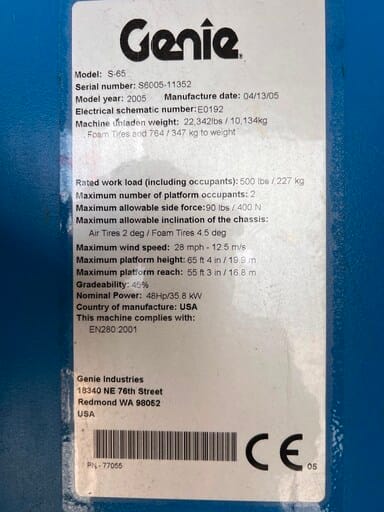 Genie
Model: S-65
Serial number: S6005-11352
Model year: 2005 Manufacture date: 04/13/05
Electrical schematic number: E0192
Machine unladen weight: 22,342lbs / 10,134kg
Foam Tires and 764 / 347 kg to weight
Rated work load (including occupants): 500 lbs / 227 kg
Maximum number of platform occupants: 2
Maximum allowable side force: 90 lbs / 400 N
Maximum allowable inclination of the chassis:
Air Tires 2 deg / Foam Tires 4.5 deg
Maximum wind speed: 28 mph - 12.5 m/s
Maximum platform height: 65 ft 4 in / 19.9 m
Maximum platform reach: 55 ft 3 in / 16.8 m
Gradeability: 45%
Nominal Power: 48Hp/35.8 kW
Country of manufacture: USA
This machine complies with:
EN280:2001
Genie Industries
18340 NE 76th Street
Redmond WA 98052
USA
PN - 77055
CE 05